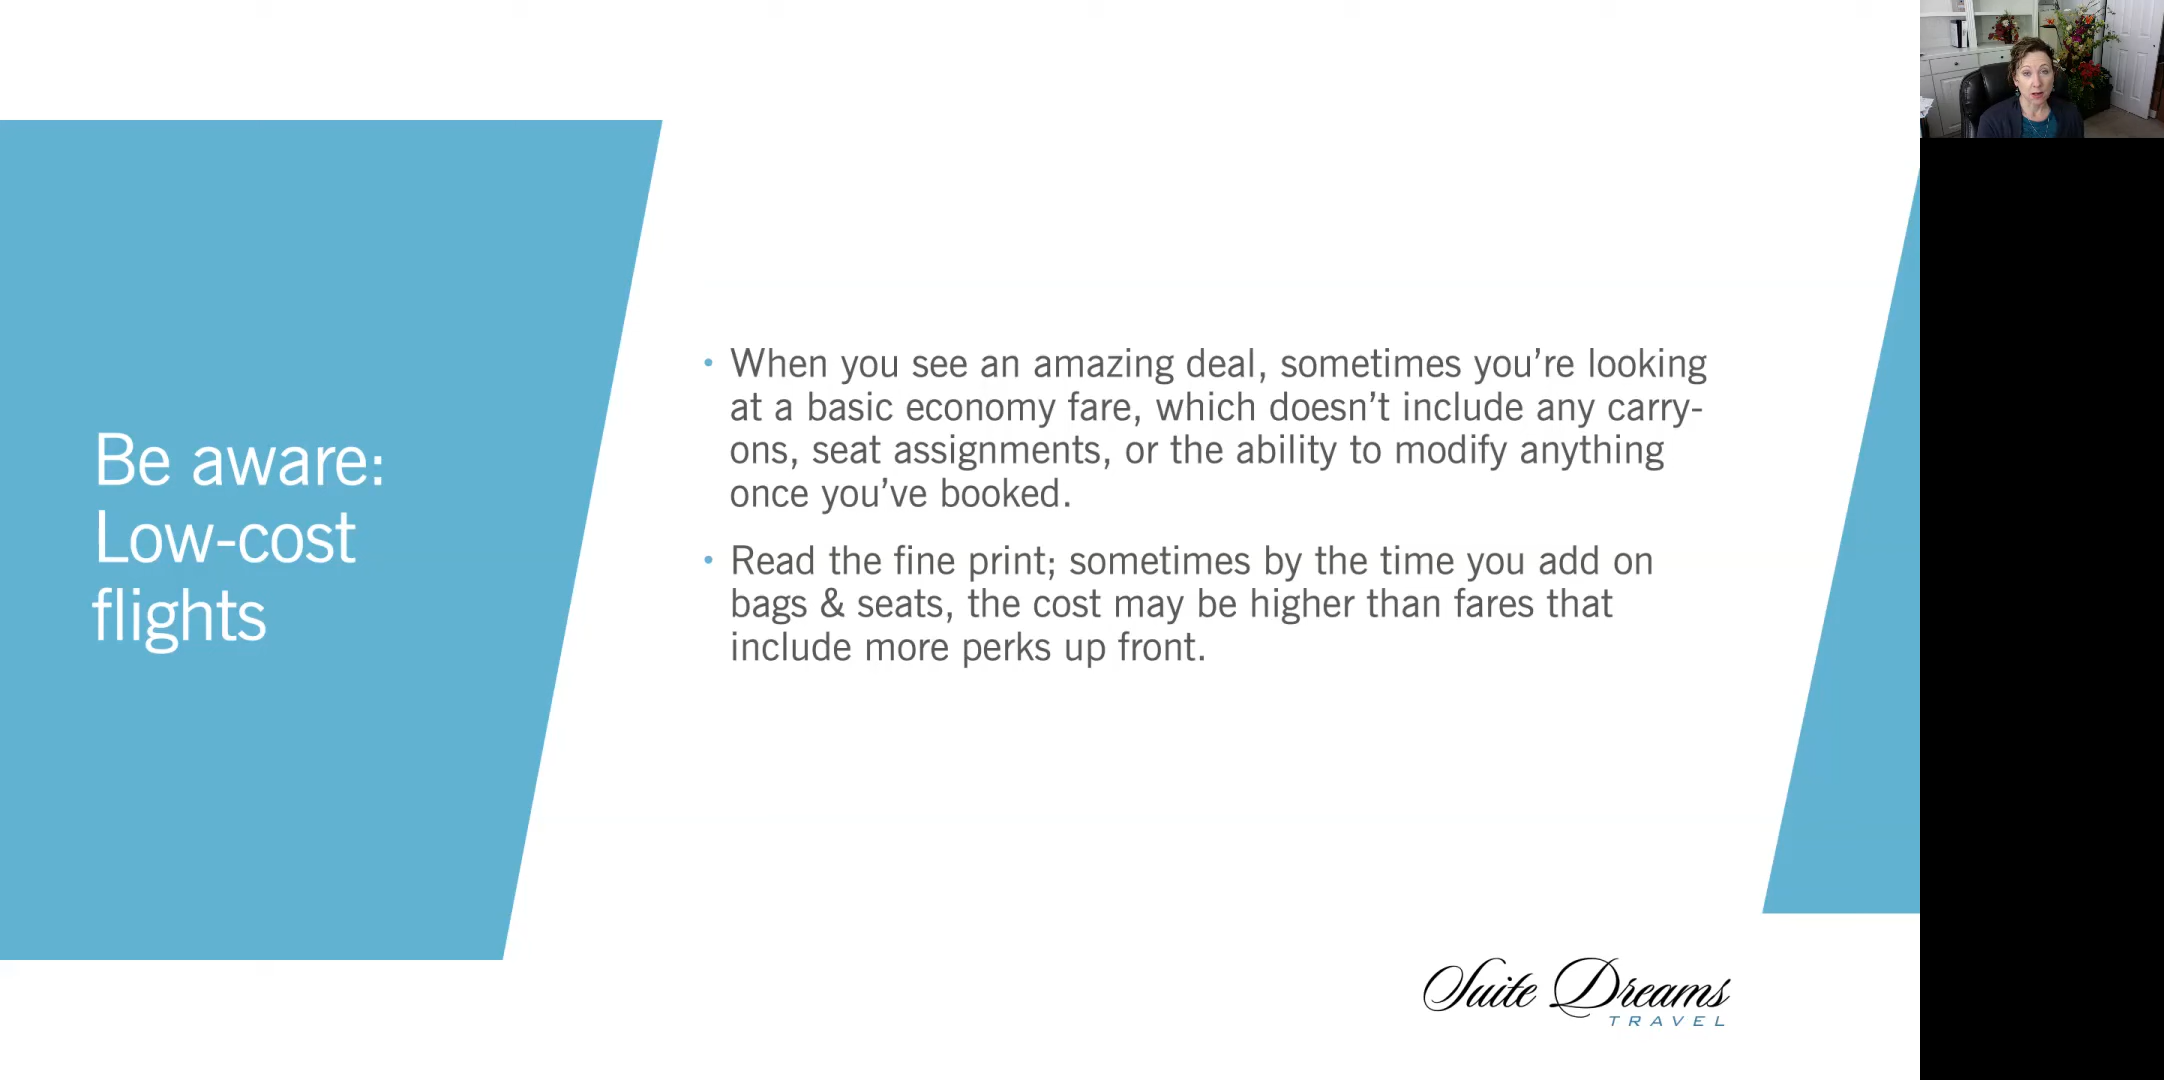 Be aware:
Low-cost
flights
• When you see an amazing deal, sometimes you’re looking
at a basic economy fare, which doesn’t include any carry-
ons, seat assignments, or the ability to modify anything
once you’ve booked.
• Read the fine print; sometimes by the time you add on
bags & seats, the cost may be higher than fares that
include more perks up front.
Suite Dreams
TRAVEL